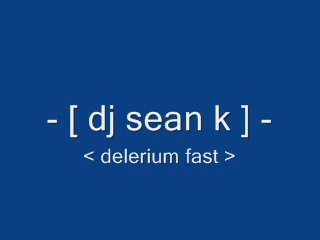 - [ dj sean k ] -
< delerium fast >